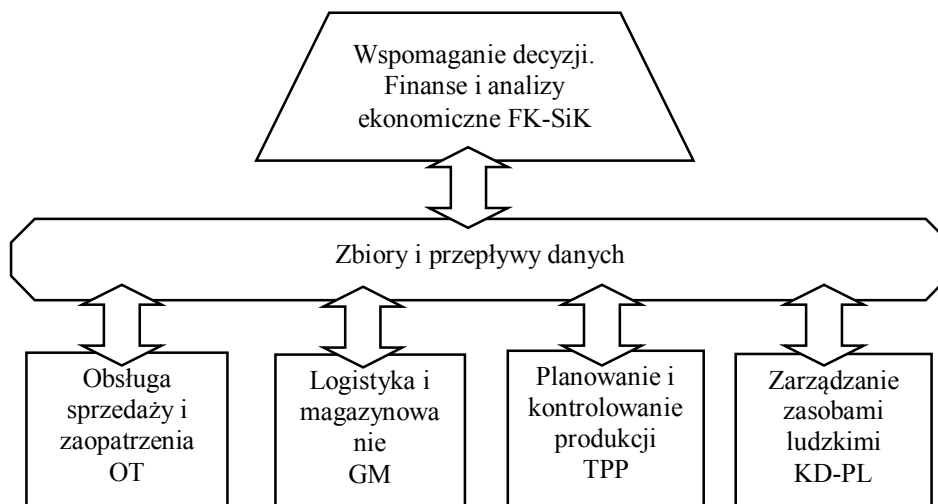 Wspomaganie decyzji.
Finanse i analizy
ekonomiczne FK-SiK
Zbiory i przepływy danych
Obsługa
sprzedaży i
zaopatrzenia
OT
Logistyka i
magazynowa
nie
GM
Planowanie i
kontrolowanie
produkcji
TPP
Zarządzanie
zasobami
ludzkimi
KD-PL